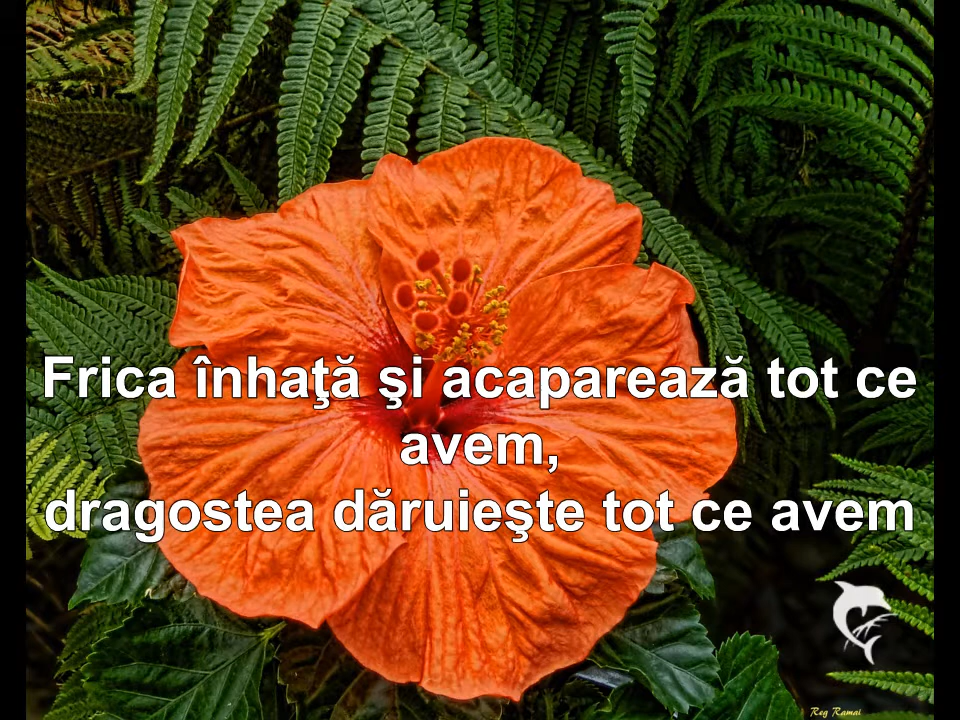 Frica înhaţă şi acaparează tot ce
avem,
dragostea dăruieşte tot ce avem
Reg Ramai